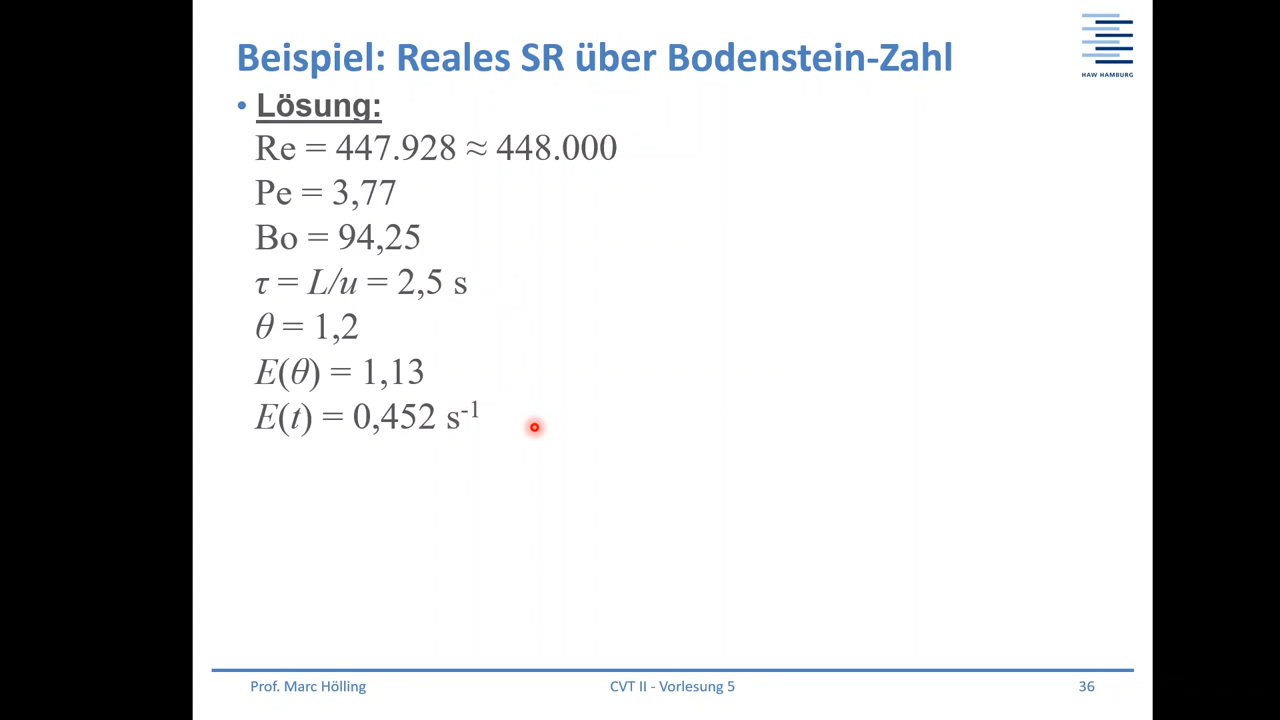 Beispiel: Reales SR über Bodenstein-Zahl
HAW HAMBURG
• Lösung:
Re = 447.928 ≈ 448.000
Pe = 3,77
Bo = 94,25
τ = L/u = 2,5 s
θ = 1,2
E(θ) = 1,13
E(t) = 0,452 s⁻¹
Prof. Marc Hölling
CVT II - Vorlesung 5
36